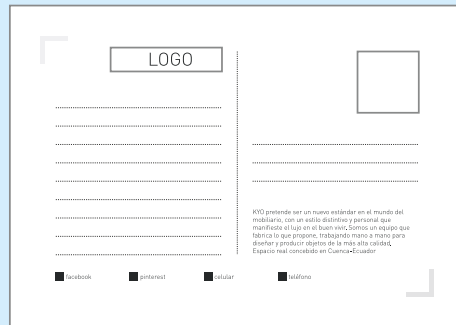 LOGO
KYO pretende ser un nuevo estándar en el mundo del
mobiliario, con un estilo distintivo y personal que
manifieste el lujo en el buen vivir. Somos un equipo que
fabrica lo que propone, trabajando mano a mano para
diseñar y producir objetos de la más alta calidad.
Espacio real concebido en Cuenca-Ecuador
facebook pinterest celular teléfono